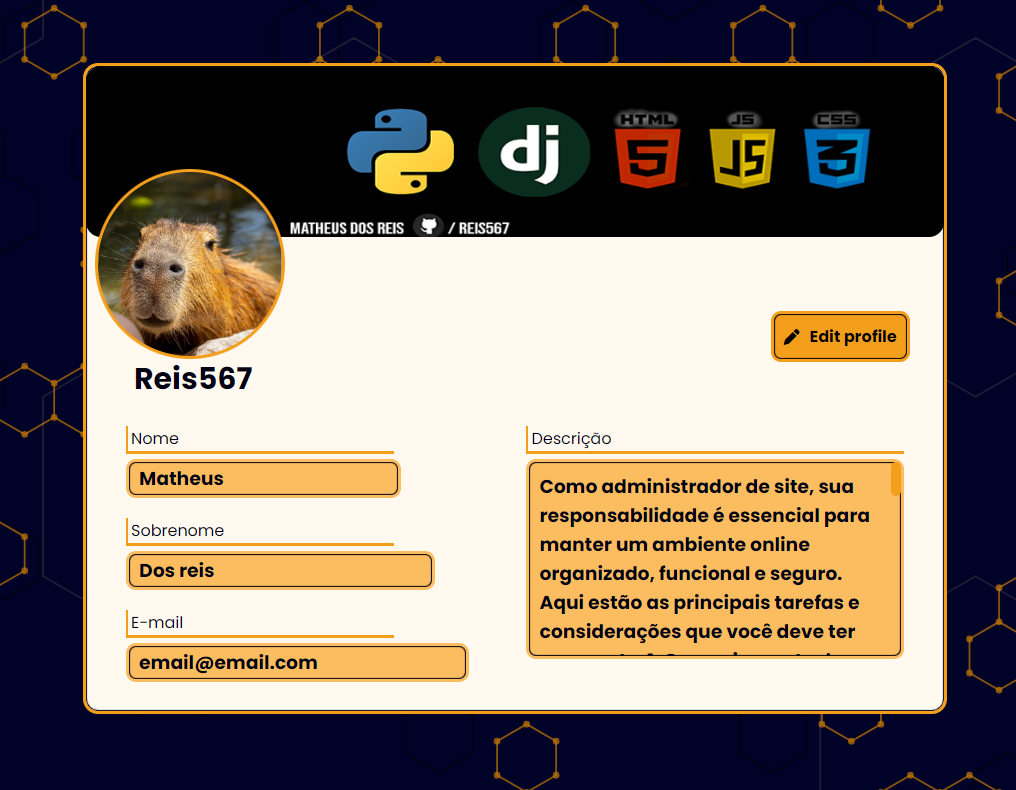 HTML JS CSS
5 JS 3
dj
MATHEUS DOS REIS / REIS567
Edit profile
Reis567
Nome
Matheus
Sobrenome
Dos reis
E-mail
email@email.com
Descrição
Como administrador de site, sua
responsabilidade é essencial para
manter um ambiente online
organizado, funcional e seguro.
Aqui estão as principais tarefas e
considerações que você deve ter